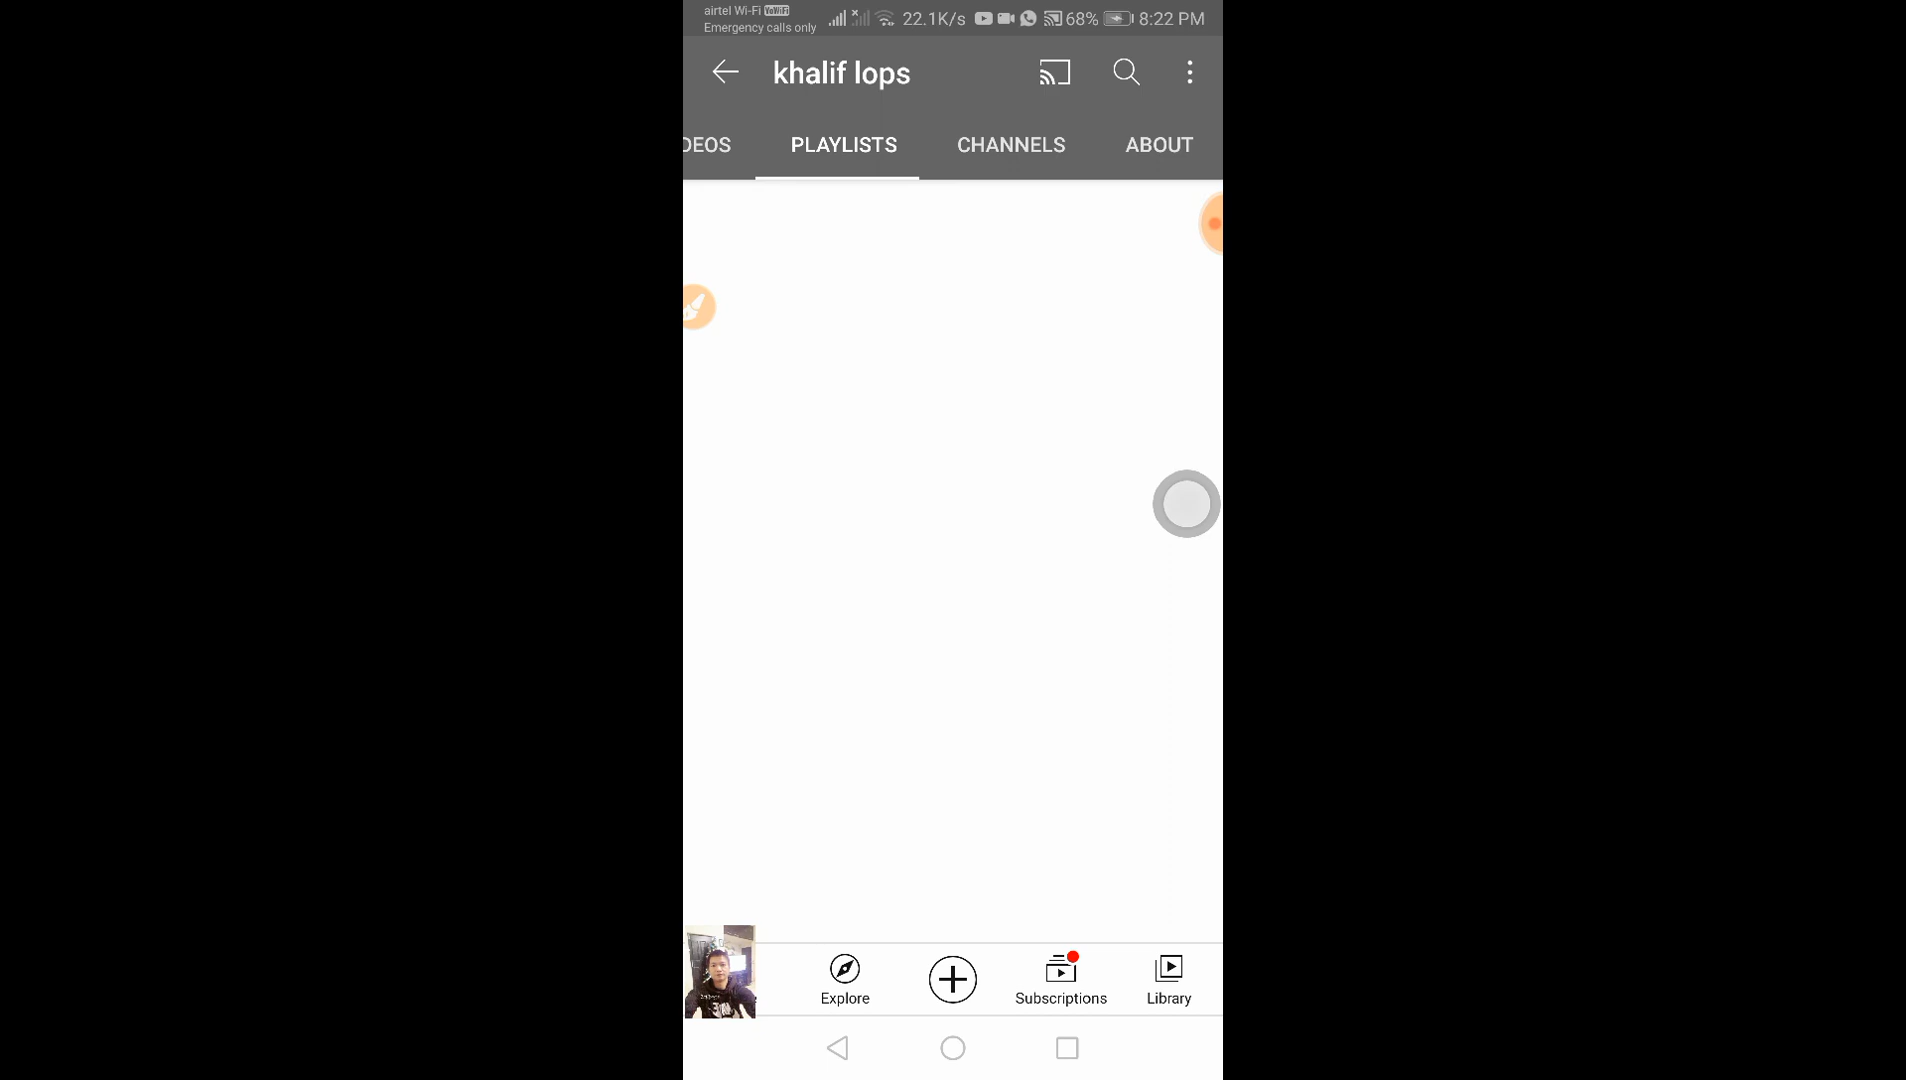 airtel Wi-Fi VoWiFi
Emergency calls only
22.1K/s 68% 8:22 PM
khalif lops
DEOS PLAYLISTS CHANNELS ABOUT
Explore Subscriptions Library